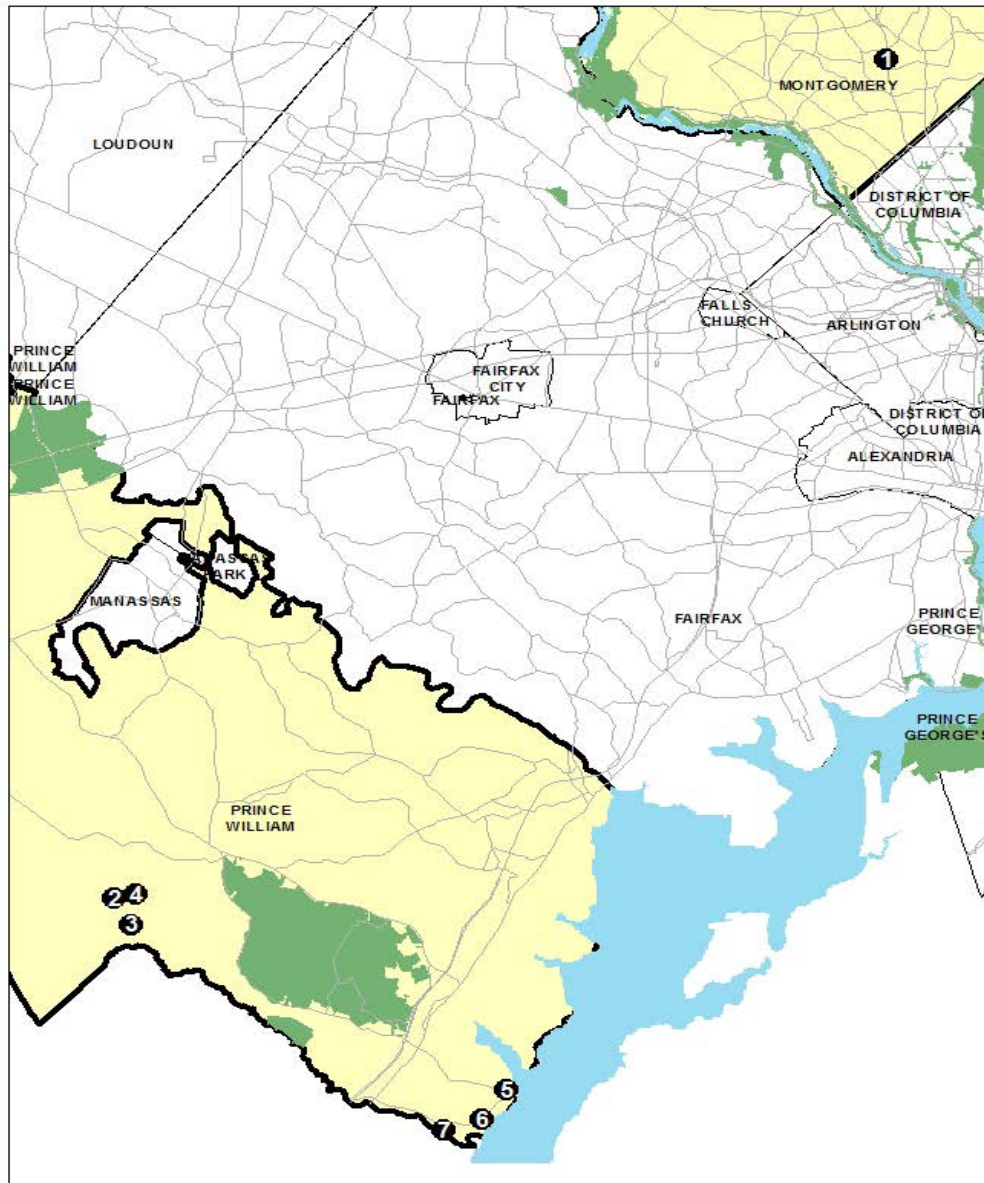 1
MONTGOMERY
LOUDOUN
DISTRICT OF
COLUMBIA
FALLS
CHURCH
ARLINGTON
PRINCE
WILLIAM
PRINCE
WILLIAM
FAIRFAX
CITY
FAIRFAX
DISTRICT OF
COLUMBIA
ALEXANDRIA
PARK
MANASSAS
FAIRFAX
PRINCE
GEORGE'
PRINCE
GEORGE'S
PRINCE
WILLIAM
2
4
3
5
6
7